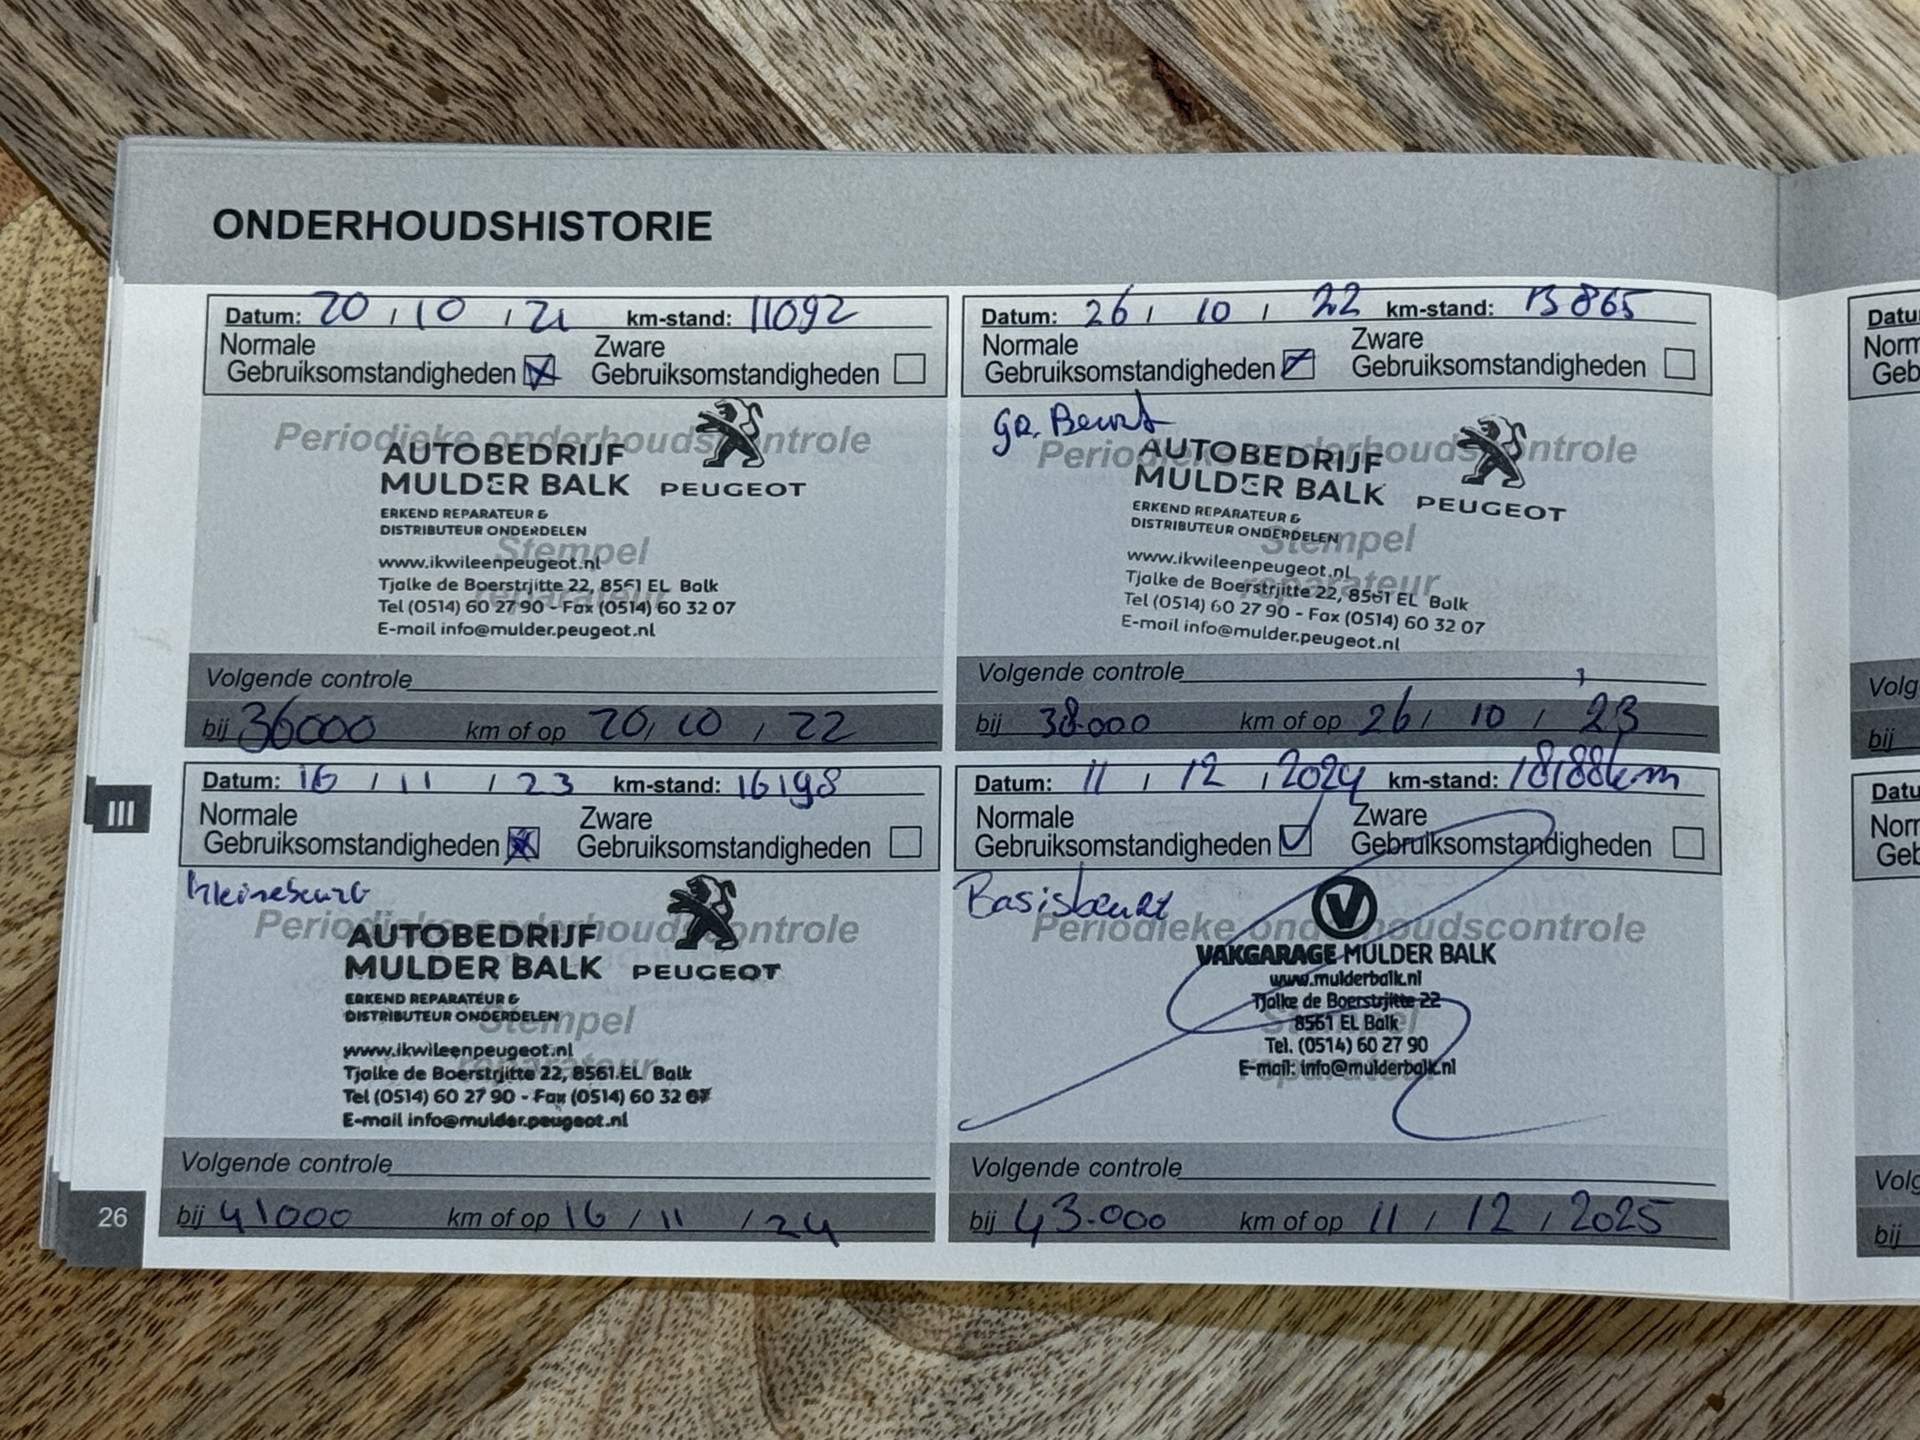 ONDERHOUDSHISTORIE
Datum: 20 / 10 / 21 km-stand: 11092
Normale Gebruiksomstandigheden Zware Gebruiksomstandigheden
Periodieke onderhoudscontrole
AUTOBEDRIJF
MULDER BALK PEUGEOT
ERKEND REPARATEUR &
DISTRIBUTEUR ONDERDELEN
Stempel
reparateur
www.ikwileenpeugeot.nl
Tjalke de Boerstrjitte 22, 8561 EL Balk
Tel (0514) 60 27 90 - Fax (0514) 60 32 07
E-mail info@mulder.peugeot.nl
Volgende controle
bij 36000 km of op 20 / 10 / 22
Datum: 26 / 10 / 22 km-stand: 13865
Normale Gebruiksomstandigheden Zware Gebruiksomstandigheden
gr. Beurt
Periodieke onderhoudscontrole
AUTOBEDRIJF
MULDER BALK PEUGEOT
ERKEND REPARATEUR &
DISTRIBUTEUR ONDERDELEN
Stempel
reparateur
www.ikwileenpeugeot.nl
Tjalke de Boerstrjitte 22, 8561 EL Balk
Tel (0514) 60 27 90 - Fax (0514) 60 32 07
E-mail info@mulder.peugeot.nl
Volgende controle
bij 38.000 km of op 26 / 10 / 23
Datum: 16 / 11 / 23 km-stand: 16198
Normale Gebruiksomstandigheden Zware Gebruiksomstandigheden
kleinebeurt
Periodieke onderhoudscontrole
AUTOBEDRIJF
MULDER BALK PEUGEOT
ERKEND REPARATEUR &
DISTRIBUTEUR ONDERDELEN
Stempel
reparateur
www.ikwileenpeugeot.nl
Tjalke de Boerstrjitte 22, 8561 EL Balk
Tel (0514) 60 27 90 - Fax (0514) 60 32 07
E-mail info@mulder.peugeot.nl
Volgende controle
bij 41000 km of op 16 / 11 / 24
Datum: 11 / 12 / 2024 km-stand: 18188km
Normale Gebruiksomstandigheden Zware Gebruiksomstandigheden
Basisbeurt
Periodieke onderhoudscontrole
V
VAKGARAGE MULDER BALK
www.mulderbalk.nl
Tjalke de Boerstrjitte 22
8561 EL Balk
Stempel
reparateur
Tel. (0514) 60 27 90
E-mail: info@mulderbalk.nl
Volgende controle
bij 43.000 km of op 11 / 12 / 2025
III
26
Datu
Norm
Geb
Volg
bij
Datu
Norr
Geb
Volg
bij